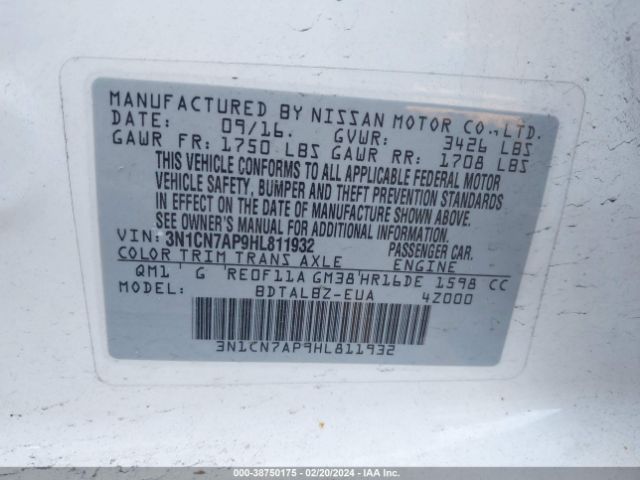 MANUFACTURED BY NISSAN MOTOR CO.,LTD.
DATE: 09/16. GVWR: 3426 LBS
GAWR FR: 1750 LBS GAWR RR: 1708 LBS
THIS VEHICLE CONFORMS TO ALL APPLICABLE FEDERAL MOTOR
VEHICLE SAFETY, BUMPER AND THEFT PREVENTION STANDARDS
IN EFFECT ON THE DATE OF MANUFACTURE SHOWN ABOVE.
SEE OWNER'S MANUAL FOR ADDITIONAL INFORMATION.
VIN: 3N1CN7AP9HL811932 PASSENGER CAR.
COLOR TRIM TRANS AXLE ENGINE
QM1 G RE0F11A GM38 HR16DE 1598 CC
MODEL: BDTALBZ-EUA 4Z000
3N1CN7AP9HL811932
000-38750175 - 02/20/2024 - IAA Inc.